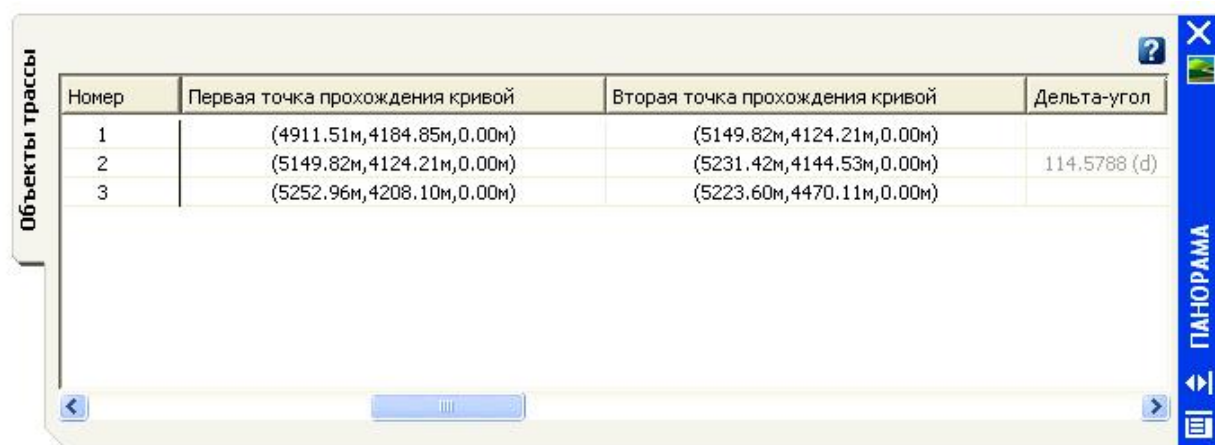 Объекты трассы
?
Номер Первая точка прохождения кривой Вторая точка прохождения кривой Дельта-угол
1 (4911.51м,4184.85м,0.00м) (5149.82м,4124.21м,0.00м)
2 (5149.82м,4124.21м,0.00м) (5231.42м,4144.53м,0.00м) 114.5788 (d)
3 (5252.96м,4208.10м,0.00м) (5223.60м,4470.11м,0.00м)
ПАНОРАМА